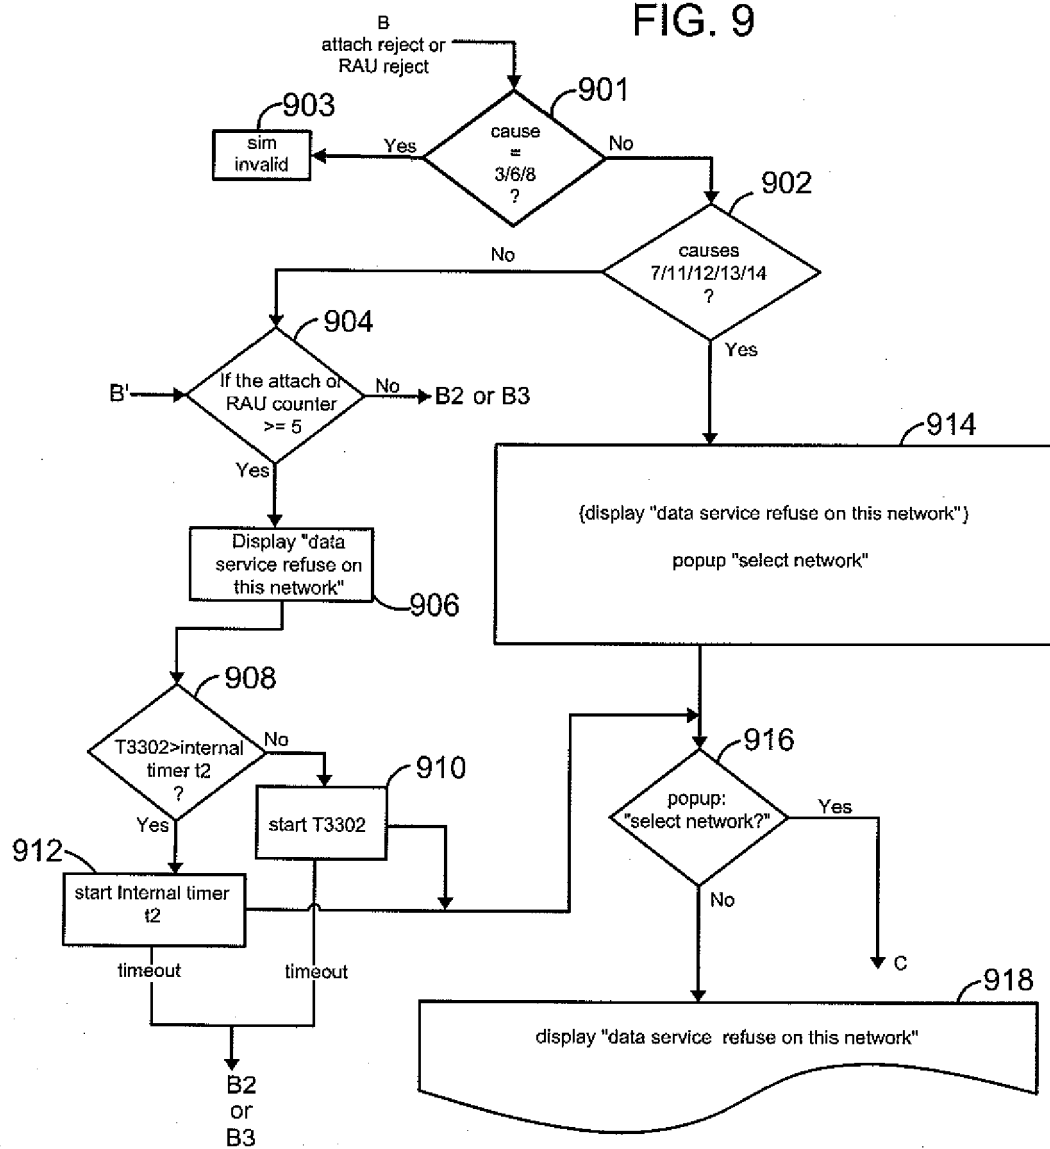 FIG. 9
B
attach reject or
RAU reject
901
903
cause
=
3/6/8
?
Yes
No
sim
invalid
902
causes
7/11/12/13/14
?
No
Yes
904
B'
If the attach or
RAU counter
>= 5
No
B2 or B3
Yes
914
{display "data service refuse on this network"}
popup "select network"
Display "data
service refuse on
this network"
906
908
T3302>internal
timer t2
?
No
Yes
910
start T3302
912
start Internal timer
t2
timeout
timeout
B2
or
B3
916
popup:
"select network?"
Yes
No
C
918
display "data service refuse on this network"